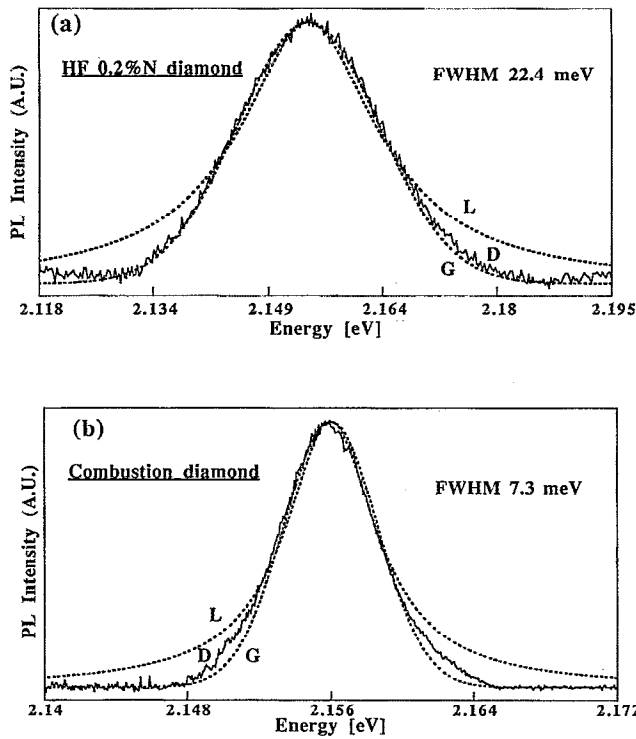 (a)
HF 0.2%N diamond
FWHM 22.4 meV
PL Intensity (A.U.)
L
D
G
2.118 2.134 2.149 2.164 2.18 2.195
Energy [eV]
(b)
Combustion diamond
FWHM 7.3 meV
PL Intensity (A.U.)
L
D
G
2.14 2.148 2.156 2.164 2.172
Energy [eV]